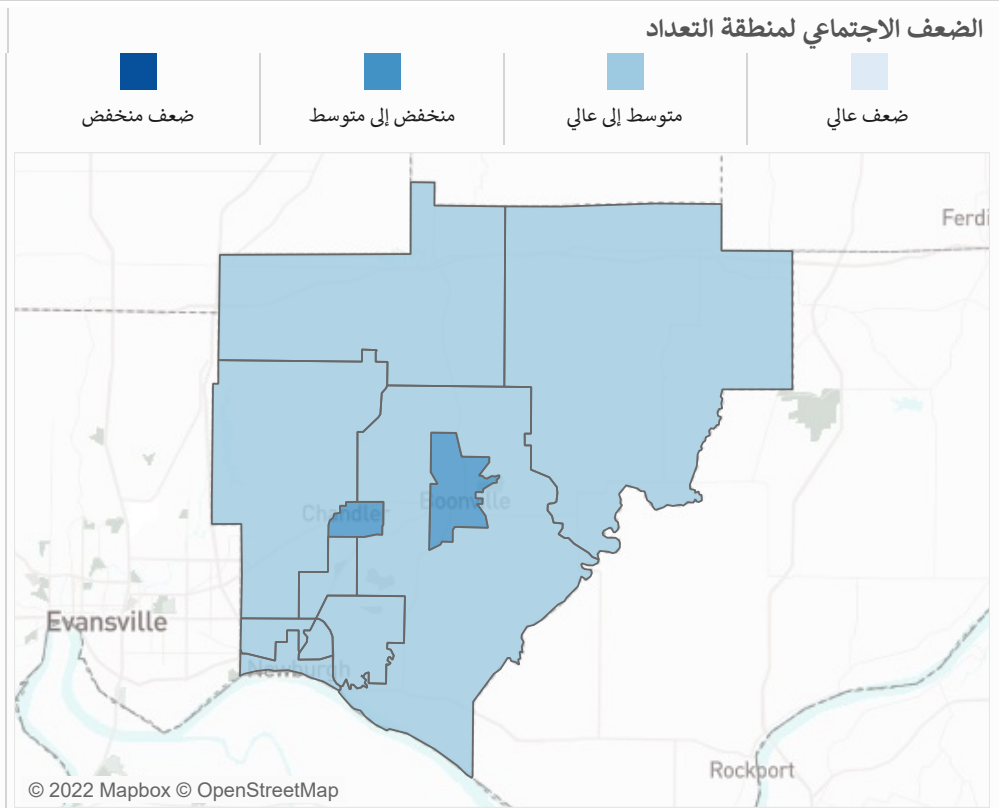 الضعف الاجتماعي لمنطقة التعداد
ضعف عالي
متوسط إلى عالي
منخفض إلى متوسط
ضعف منخفض
Ferdi
Chandler
Boonville
Evansville
Newburgh
Rockport
© 2022 Mapbox © OpenStreetMap